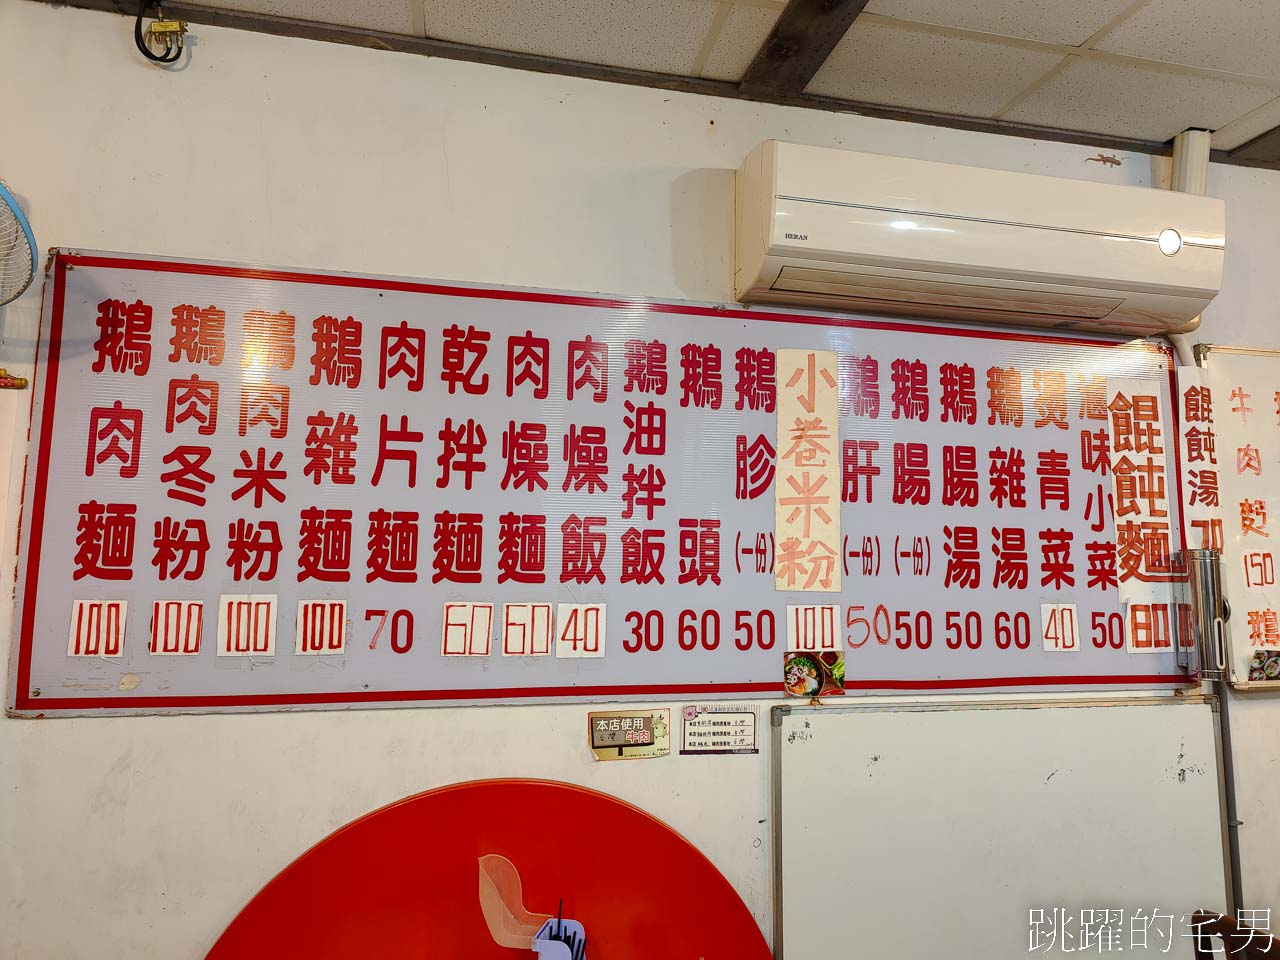 鵝肉麵 100
鵝肉冬粉 100
鵝肉米粉 100
鵝雜麵 100
肉片麵 70
乾拌麵 60
肉燥麵 60
肉燥飯 40
鵝油拌飯 30
鵝頭 60
鵝胗(一份) 50
小卷米粉 100
鵝肝(一份) 50
鵝腸(一份) 50
鵝腸湯 50
鵝雜湯 60
燙青菜 40
滷味小菜 50
餛飩麵 80
餛飩湯 70
牛肉麵 150
鵝
HERAN
本店使用
台灣 牛肉
跳躍的宅男